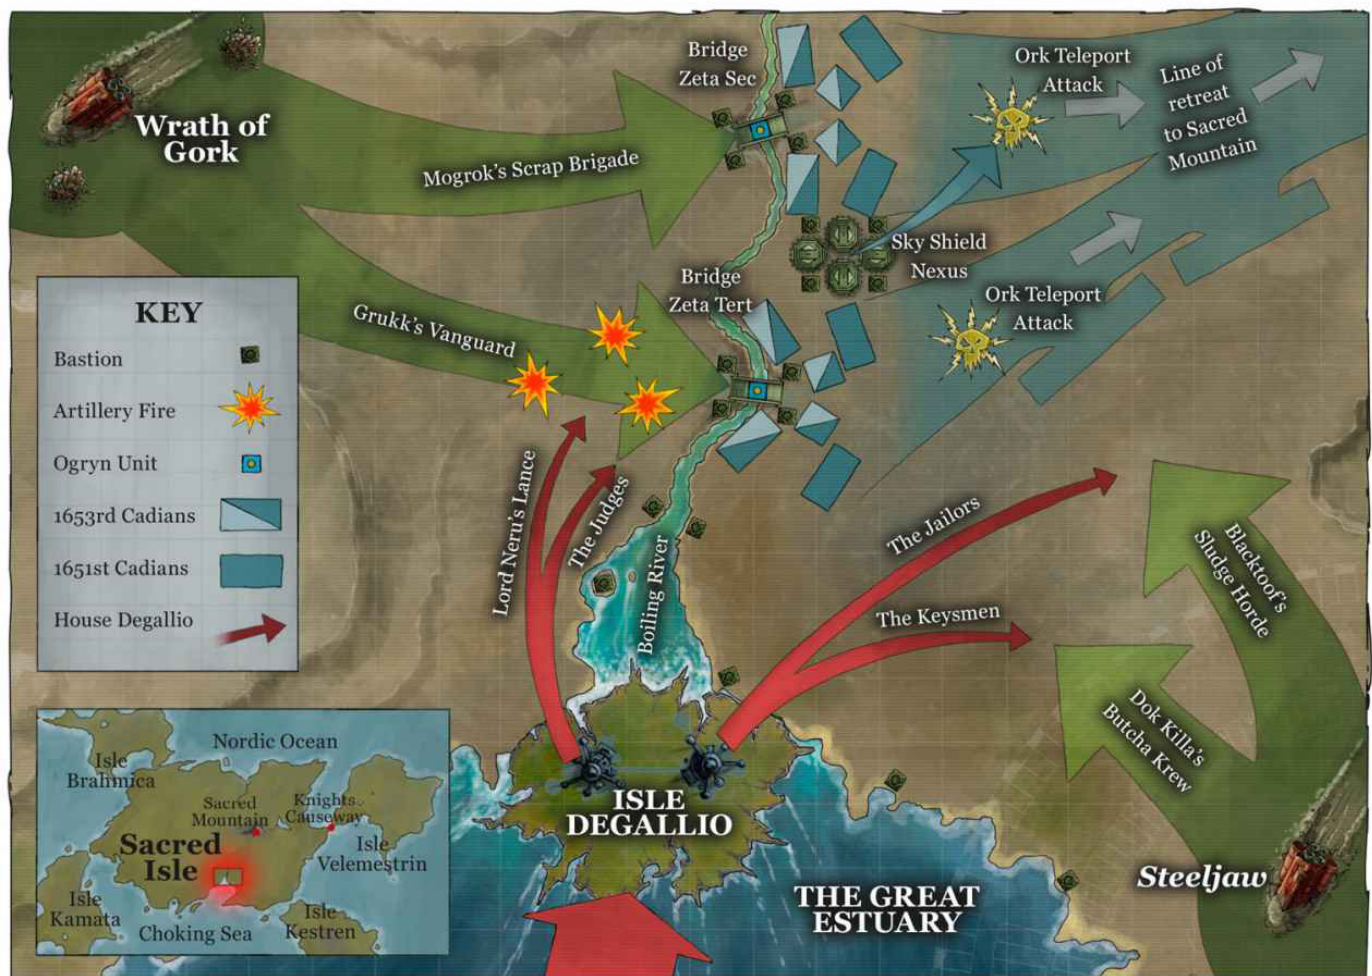 Bridge
Zeta Sec
Ork Teleport
Attack
Line of
retreat
to Sacred
Mountain
Wrath of
Gork
Mogrok's Scrap Brigade
Sky Shield
Nexus
Bridge
Zeta Tert
Ork Teleport
Attack
Grukk's Vanguard
KEY
Bastion
Artillery Fire
Ogryn Unit
1653rd Cadians
1651st Cadians
House Degallio
Lord Neru's Lance
The Judges
Boiling River
The Jailors
The Keysmen
Blacktoof's
Sludge Horde
Dok Killa's
Butcha Krew
ISLE
DEGALLIO
Steeljaw
THE GREAT
ESTUARY
Nordic Ocean
Isle
Brahmica
Sacred
Mountain
Knights
Causeway
Sacred
Isle
Isle
Velemestrin
Isle
Kamata
Choking Sea
Isle
Kestren